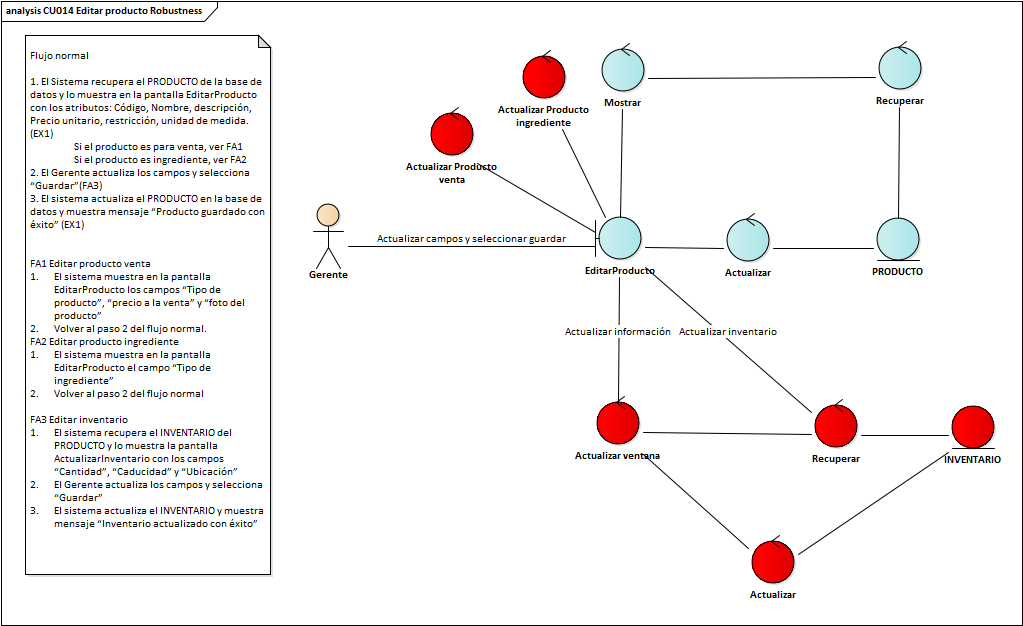 analysis CU014 Editar producto Robustness
Flujo normal
1. El Sistema recupera el PRODUCTO de la base de
datos y lo muestra en la pantalla EditarProducto
con los atributos: Código, Nombre, descripción,
Precio unitario, restricción, unidad de medida.
(EX1)
Si el producto es para venta, ver FA1
Si el producto es ingrediente, ver FA2
2. El Gerente actualiza los campos y selecciona
“Guardar”(FA3)
3. El sistema actualiza el PRODUCTO en la base de
datos y muestra mensaje “Producto guardado con
éxito” (EX1)
FA1 Editar producto venta
1. El sistema muestra en la pantalla
EditarProducto los campos “Tipo de
producto”, “precio a la venta” y “foto del
producto”
2. Volver al paso 2 del flujo normal.
FA2 Editar producto ingrediente
1. El sistema muestra en la pantalla
EditarProducto el campo “Tipo de
ingrediente”
2. Volver al paso 2 del flujo normal
FA3 Editar inventario
1. El sistema recupera el INVENTARIO del
PRODUCTO y lo muestra la pantalla
ActualizarInventario con los campos
“Cantidad”, “Caducidad” y “Ubicación”
2. El Gerente actualiza los campos y selecciona
“Guardar”
3. El sistema actualiza el INVENTARIO y muestra
mensaje “Inventario actualizado con éxito”
Mostrar
Recuperar
Actualizar Producto
ingrediente
Actualizar Producto
venta
Gerente
Actualizar campos y seleccionar guardar
EditarProducto
Actualizar
PRODUCTO
Actualizar información
Actualizar inventario
Actualizar ventana
Recuperar
INVENTARIO
Actualizar